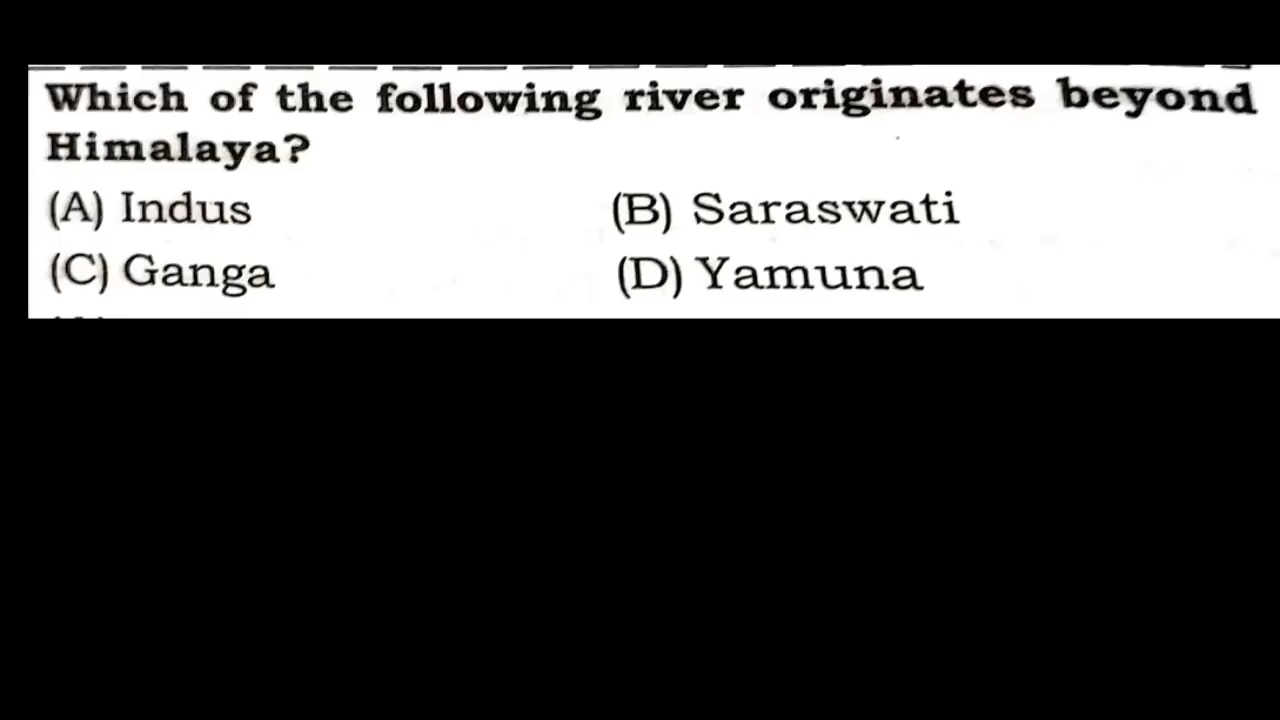 Which of the following river originates beyond
Himalaya?
(A) Indus (B) Saraswati
(C) Ganga (D) Yamuna